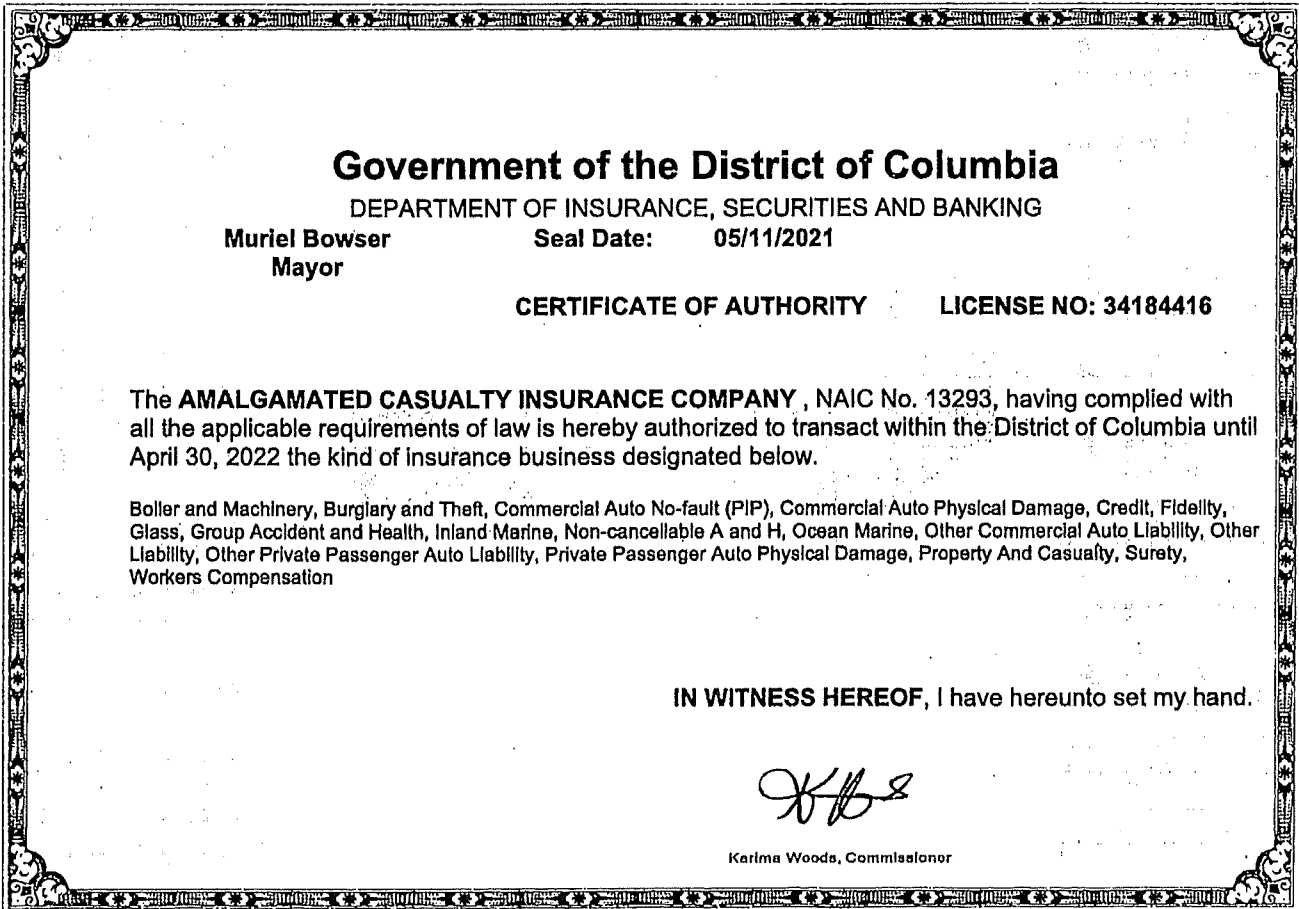 Government of the District of Columbia
DEPARTMENT OF INSURANCE, SECURITIES AND BANKING
Muriel Bowser Seal Date: 05/11/2021
Mayor
CERTIFICATE OF AUTHORITY LICENSE NO: 34184416
The AMALGAMATED CASUALTY INSURANCE COMPANY , NAIC No. 13293, having complied with
all the applicable requirements of law is hereby authorized to transact within the District of Columbia until
April 30, 2022 the kind of insurance business designated below.
Boiler and Machinery, Burglary and Theft, Commercial Auto No-fault (PIP), Commercial Auto Physical Damage, Credit, Fidelity,
Glass, Group Accident and Health, Inland Marine, Non-cancellable A and H, Ocean Marine, Other Commercial Auto Liability, Other
Liability, Other Private Passenger Auto Liability, Private Passenger Auto Physical Damage, Property And Casualty, Surety,
Workers Compensation
IN WITNESS HEREOF, I have hereunto set my hand.
Karima Woods, Commissioner